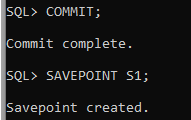 SQL> COMMIT;
Commit complete.
SQL> SAVEPOINT S1;
Savepoint created.